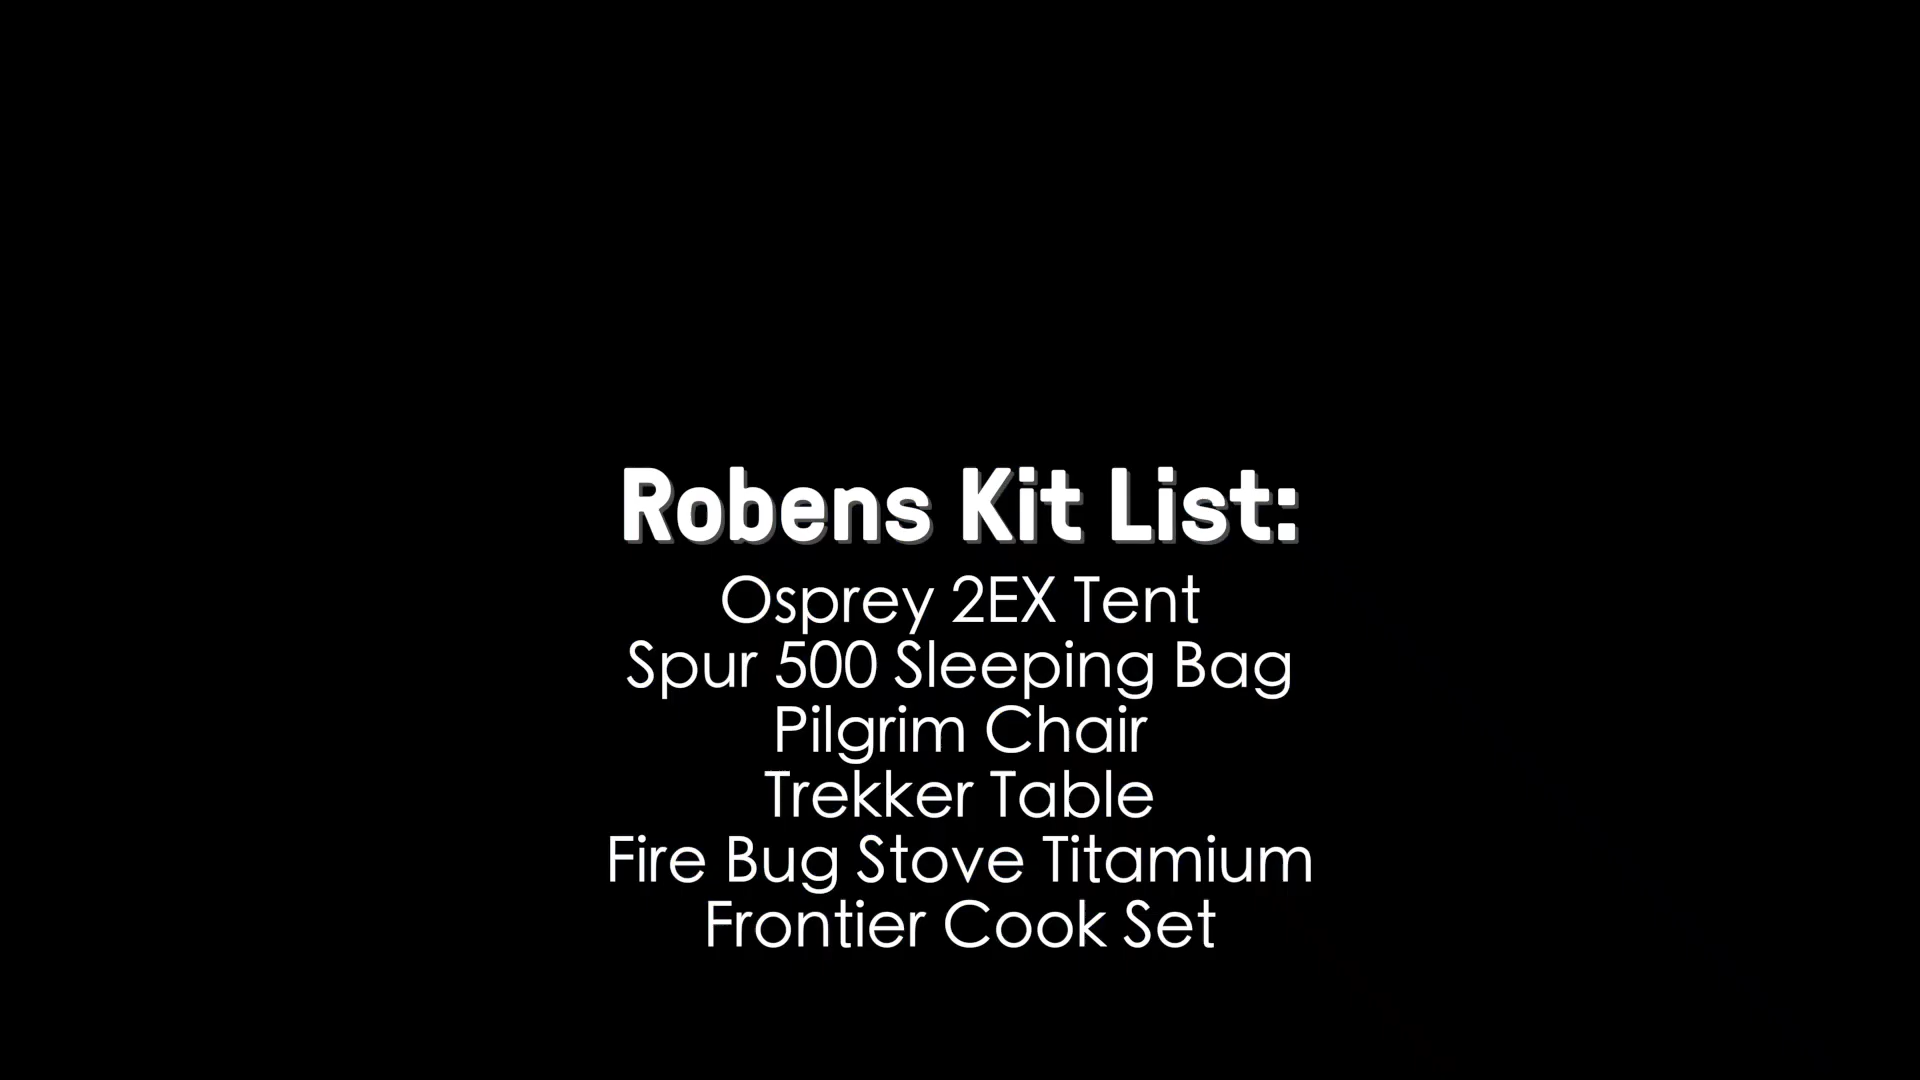 Robens Kit List:
Osprey 2EX Tent
Spur 500 Sleeping Bag
Pilgrim Chair
Trekker Table
Fire Bug Stove Titamium
Frontier Cook Set